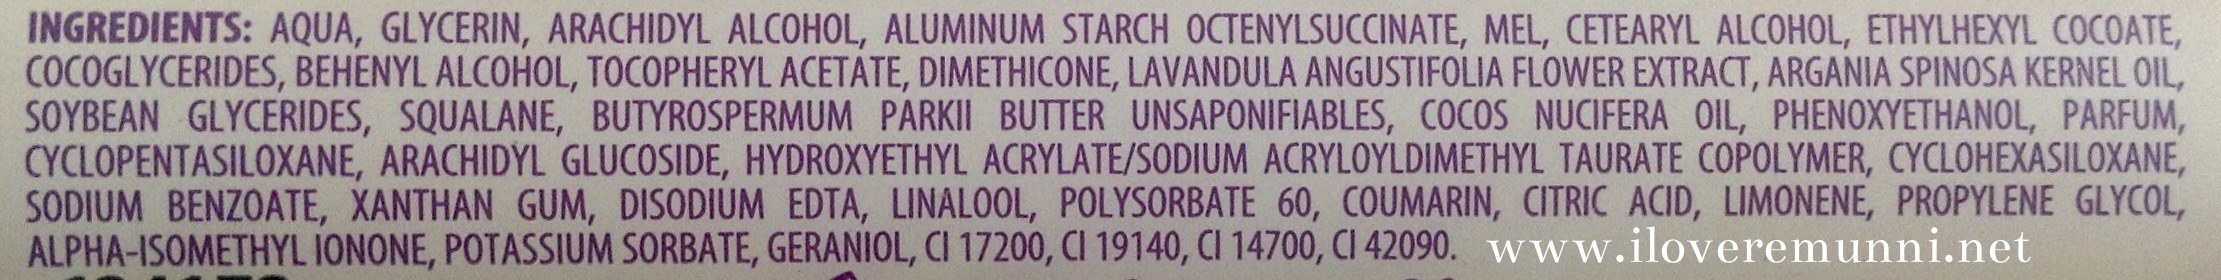 INGREDIENTS: AQUA, GLYCERIN, ARACHIDYL ALCOHOL, ALUMINUM STARCH OCTENYLSUCCINATE, MEL, CETEARYL ALCOHOL, ETHYLHEXYL COCOATE,
COCOGLYCERIDES, BEHENYL ALCOHOL, TOCOPHERYL ACETATE, DIMETHICONE, LAVANDULA ANGUSTIFOLIA FLOWER EXTRACT, ARGANIA SPINOSA KERNEL OIL,
SOYBEAN GLYCERIDES, SQUALANE, BUTYROSPERMUM PARKII BUTTER UNSAPONIFIABLES, COCOS NUCIFERA OIL, PHENOXYETHANOL, PARFUM,
CYCLOPENTASILOXANE, ARACHIDYL GLUCOSIDE, HYDROXYETHYL ACRYLATE/SODIUM ACRYLOYLDIMETHYL TAURATE COPOLYMER, CYCLOHEXASILOXANE,
SODIUM BENZOATE, XANTHAN GUM, DISODIUM EDTA, LINALOOL, POLYSORBATE 60, COUMARIN, CITRIC ACID, LIMONENE, PROPYLENE GLYCOL,
ALPHA-ISOMETHYL IONONE, POTASSIUM SORBATE, GERANIOL, CI 17200, CI 19140, CI 14700, CI 42090.
www.iloveremunni.net